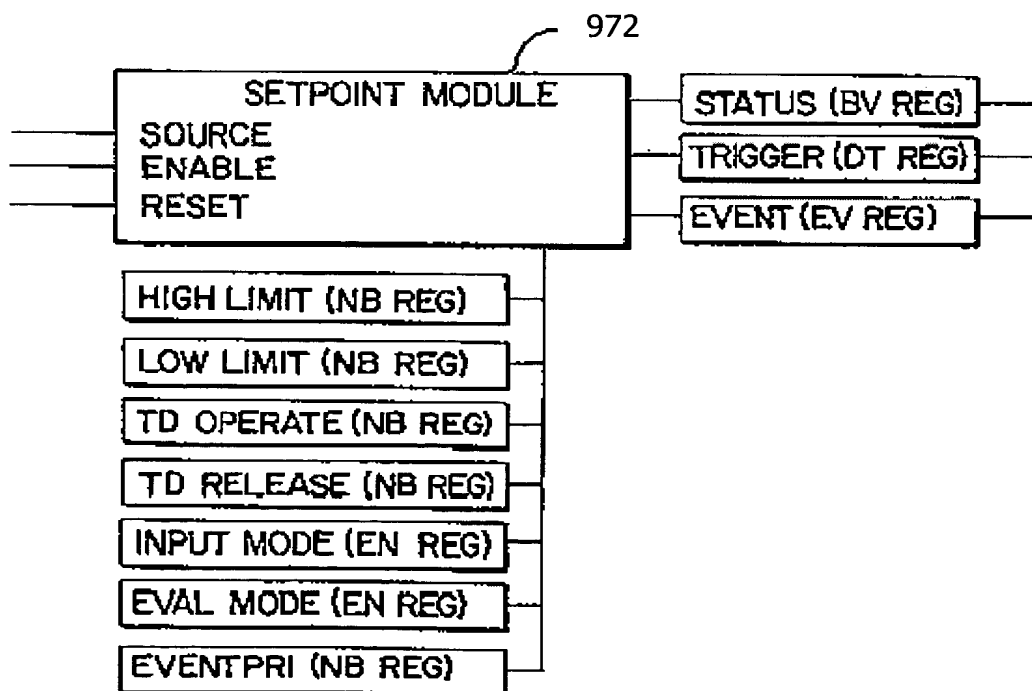 972
SETPOINT MODULE
SOURCE
ENABLE
RESET
STATUS (BV REG)
TRIGGER (DT REG)
EVENT (EV REG)
HIGH LIMIT (NB REG)
LOW LIMIT (NB REG)
TD OPERATE (NB REG)
TD RELEASE (NB REG)
INPUT MODE (EN REG)
EVAL MODE (EN REG)
EVENTPRI (NB REG)